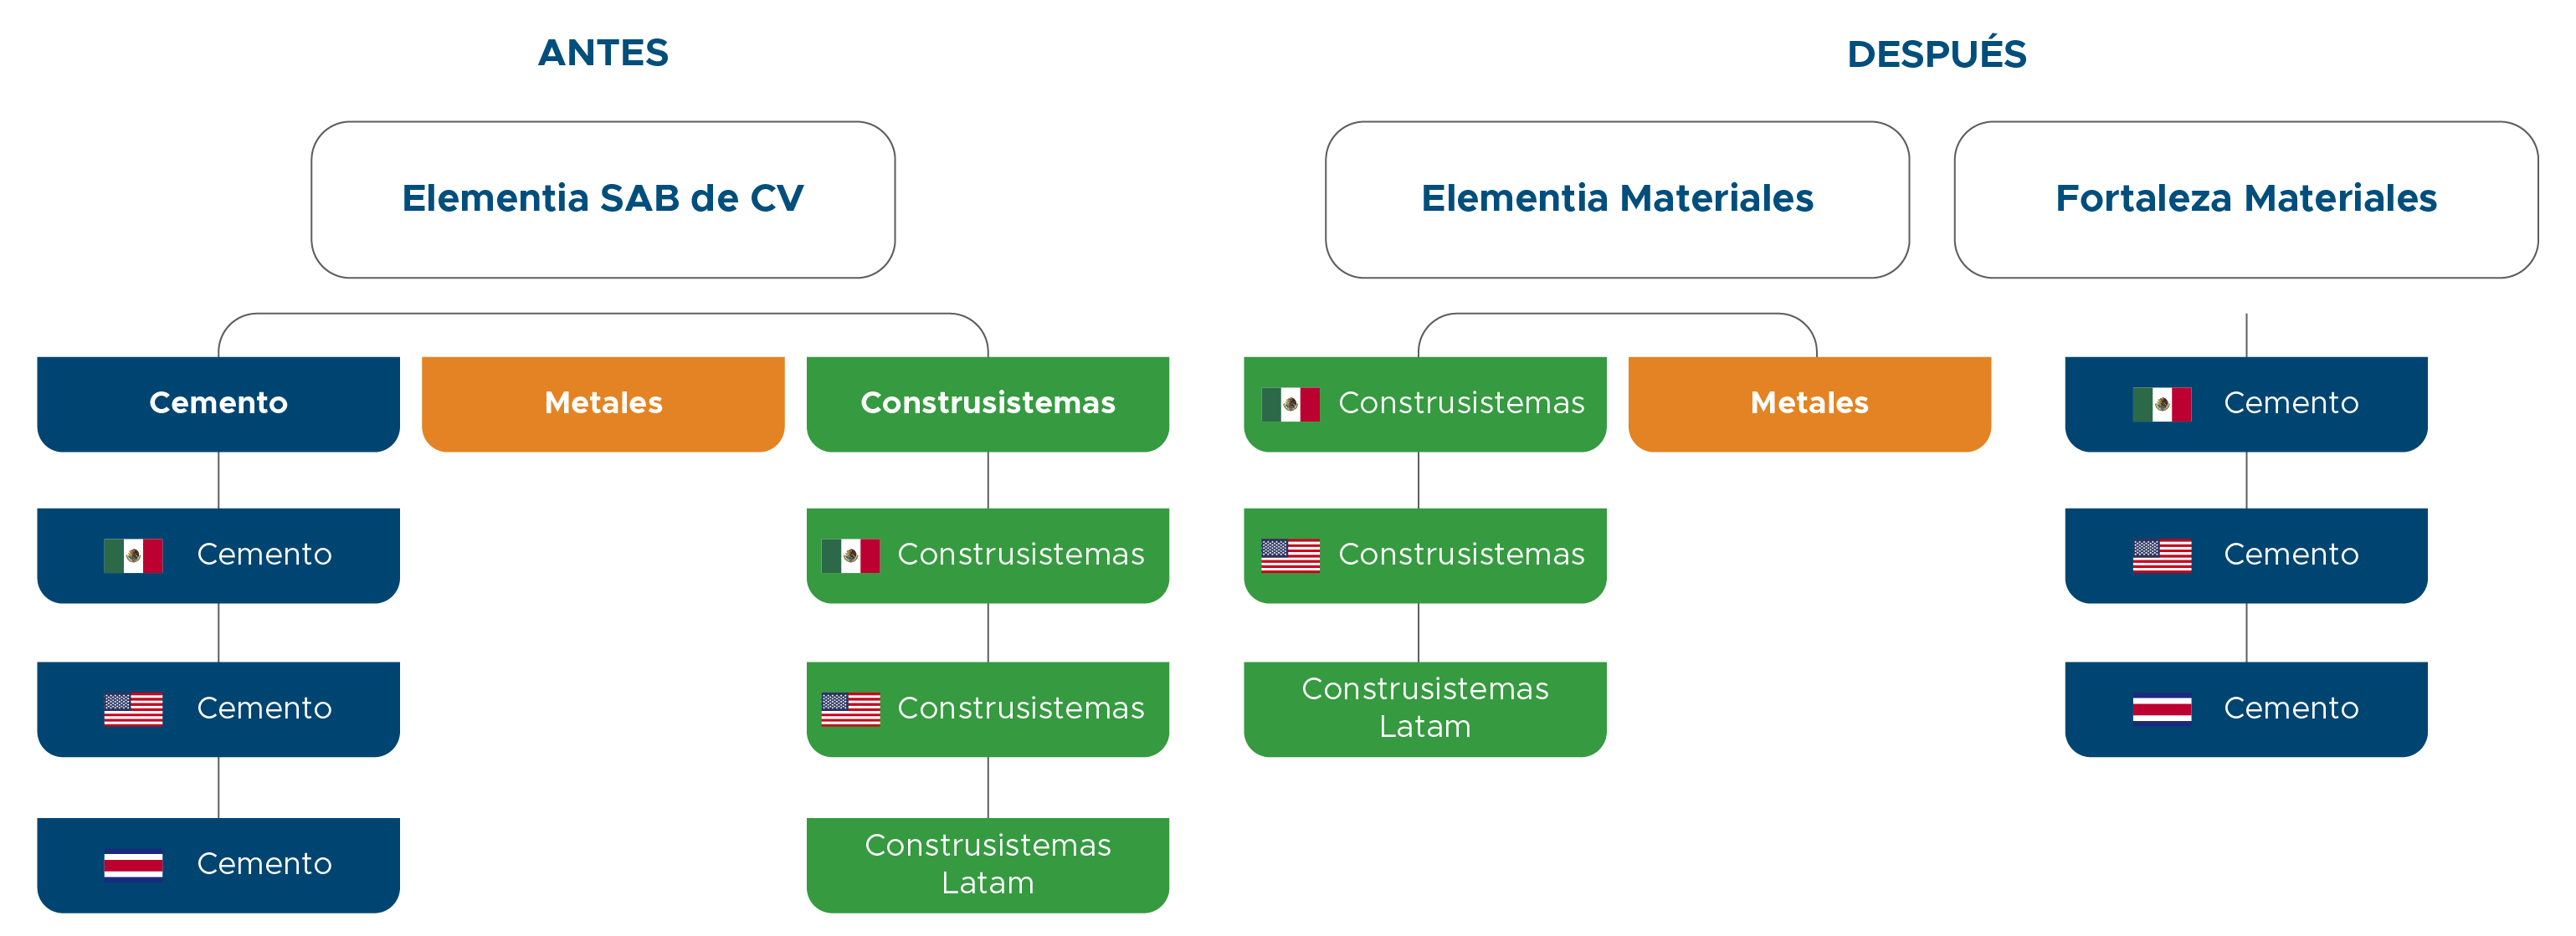 ANTES
Elementia SAB de CV
Cemento
Metales
Construsistemas
Cemento
Construsistemas
Cemento
Construsistemas
Cemento
Construsistemas
Latam
DESPUÉS
Elementia Materiales
Fortaleza Materiales
Construsistemas
Metales
Cemento
Construsistemas
Cemento
Construsistemas
Latam
Cemento